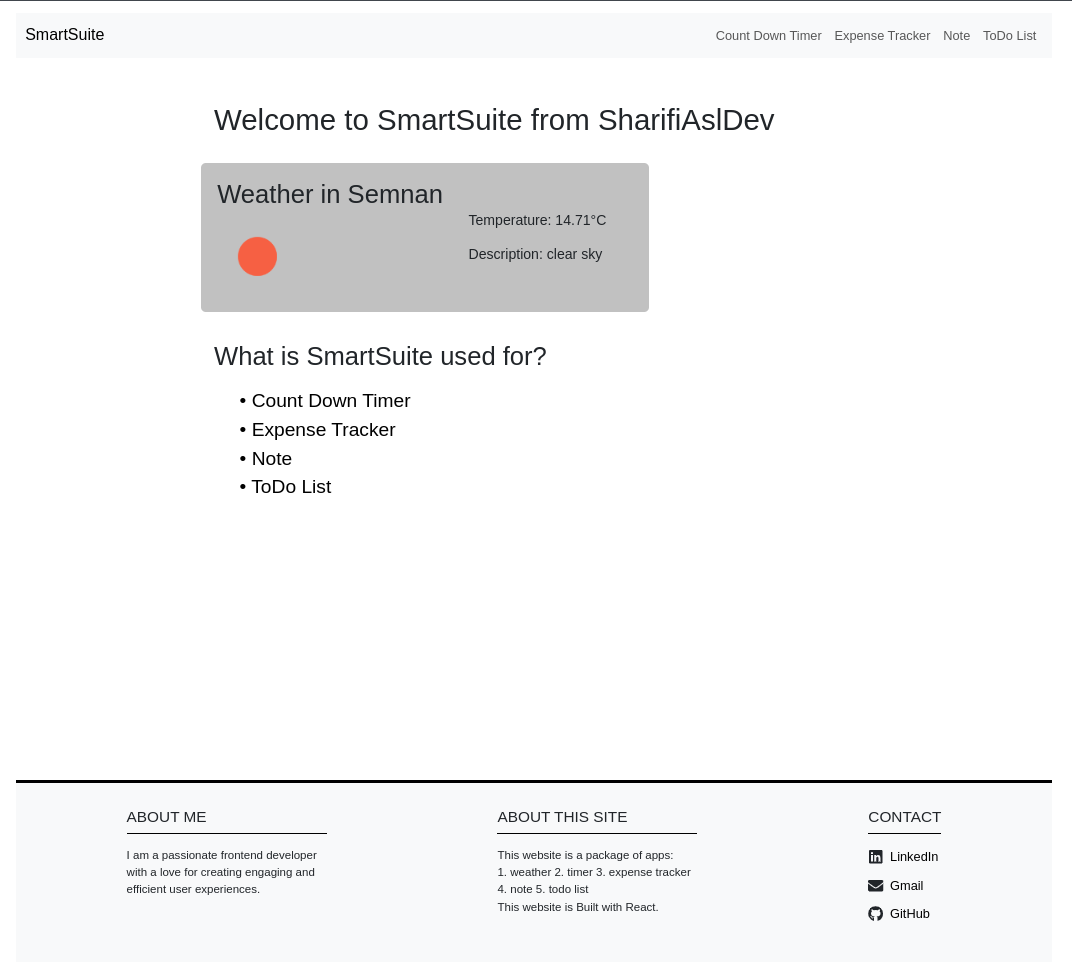 SmartSuite
Count Down Timer Expense Tracker Note ToDo List
Welcome to SmartSuite from SharifiAslDev
Weather in Semnan
Temperature: 14.71°C
Description: clear sky
What is SmartSuite used for?
• Count Down Timer
• Expense Tracker
• Note
• ToDo List
ABOUT ME
I am a passionate frontend developer
with a love for creating engaging and
efficient user experiences.
ABOUT THIS SITE
This website is a package of apps:
1. weather 2. timer 3. expense tracker
4. note 5. todo list
This website is Built with React.
CONTACT
LinkedIn
Gmail
GitHub